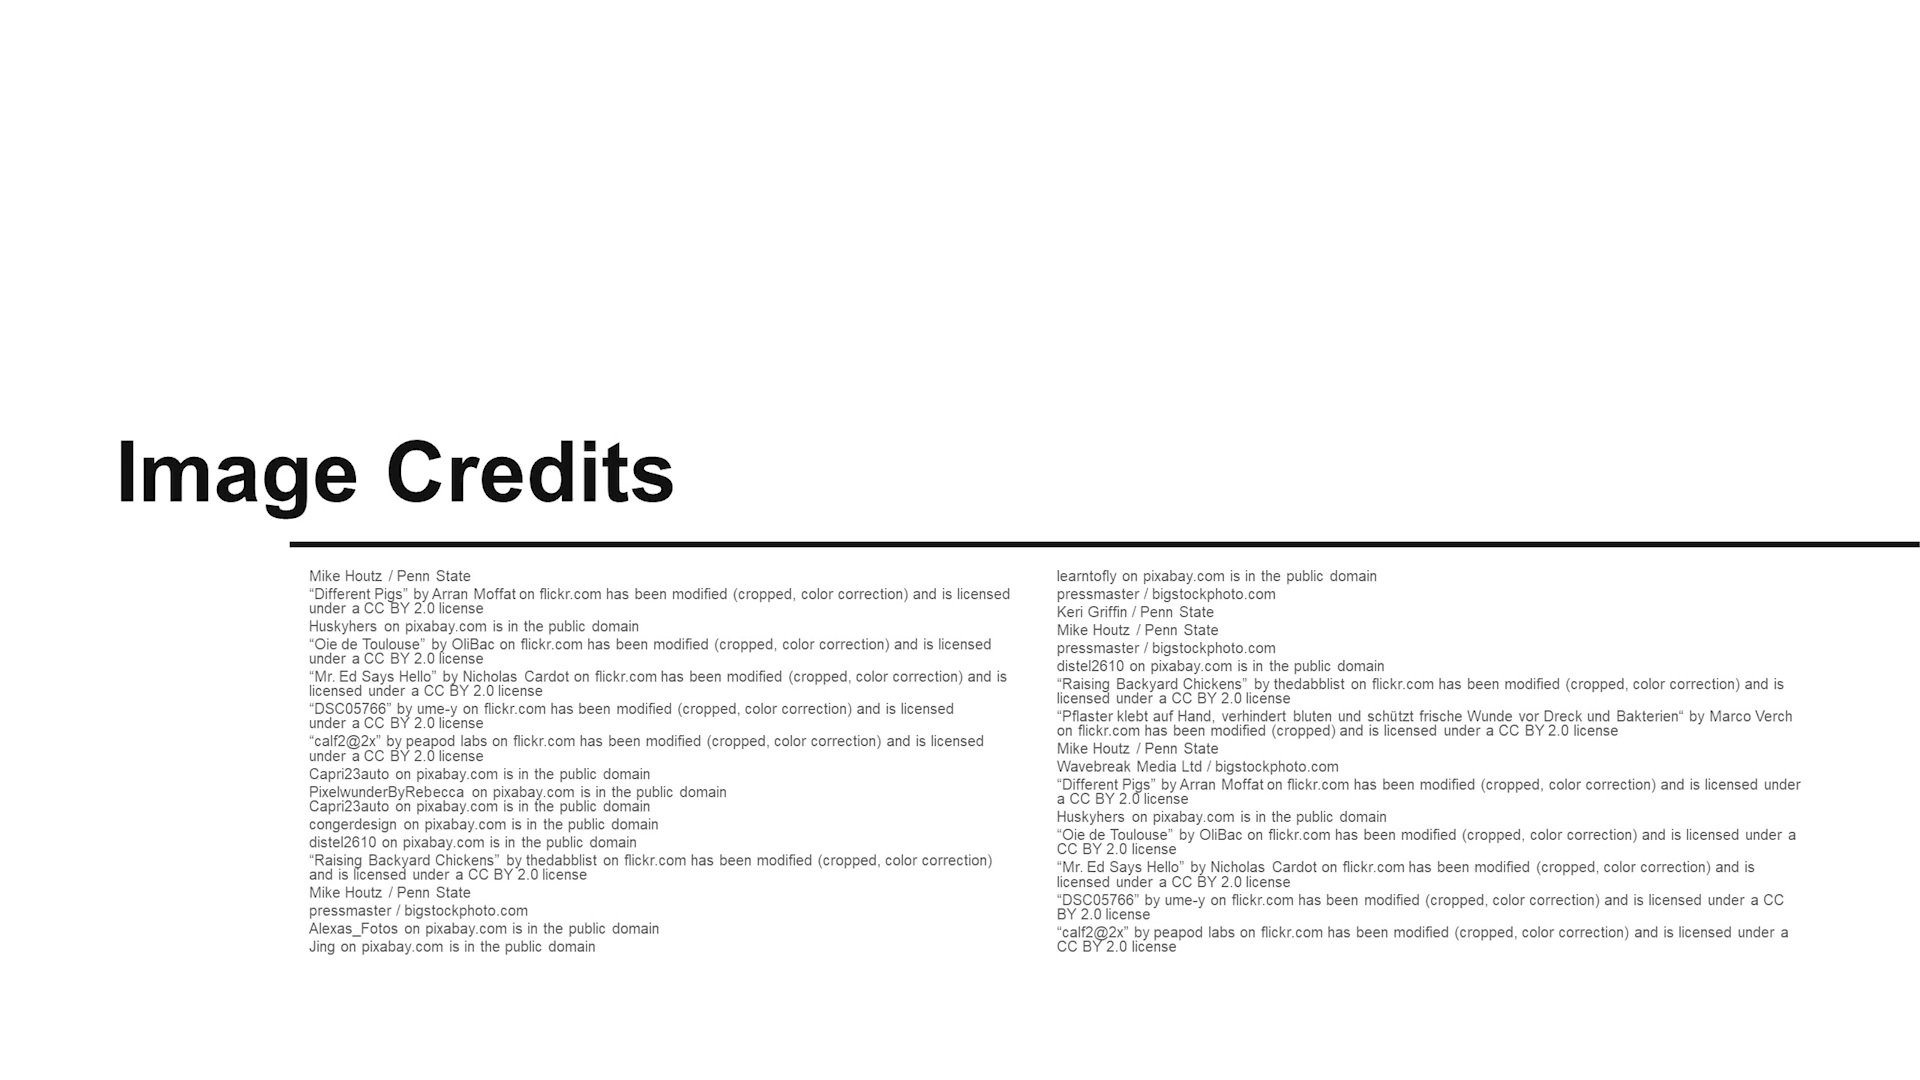 Image Credits
Mike Houtz / Penn State
“Different Pigs” by Arran Moffat on flickr.com has been modified (cropped, color correction) and is licensed
under a CC BY 2.0 license
Huskyhers on pixabay.com is in the public domain
“Oie de Toulouse” by OliBac on flickr.com has been modified (cropped, color correction) and is licensed
under a CC BY 2.0 license
“Mr. Ed Says Hello” by Nicholas Cardot on flickr.com has been modified (cropped, color correction) and is
licensed under a CC BY 2.0 license
“DSC05766” by ume-y on flickr.com has been modified (cropped, color correction) and is licensed
under a CC BY 2.0 license
“calf2@2x” by peapod labs on flickr.com has been modified (cropped, color correction) and is licensed
under a CC BY 2.0 license
Capri23auto on pixabay.com is in the public domain
PixelwunderByRebecca on pixabay.com is in the public domain
Capri23auto on pixabay.com is in the public domain
congerdesign on pixabay.com is in the public domain
distel2610 on pixabay.com is in the public domain
“Raising Backyard Chickens” by thedabblist on flickr.com has been modified (cropped, color correction)
and is licensed under a CC BY 2.0 license
Mike Houtz / Penn State
pressmaster / bigstockphoto.com
Alexas_Fotos on pixabay.com is in the public domain
Jing on pixabay.com is in the public domain
learntofly on pixabay.com is in the public domain
pressmaster / bigstockphoto.com
Keri Griffin / Penn State
Mike Houtz / Penn State
pressmaster / bigstockphoto.com
distel2610 on pixabay.com is in the public domain
“Raising Backyard Chickens” by thedabblist on flickr.com has been modified (cropped, color correction) and is
licensed under a CC BY 2.0 license
“Pflaster klebt auf Hand, verhindert bluten und schützt frische Wunde vor Dreck und Bakterien“ by Marco Verch
on flickr.com has been modified (cropped) and is licensed under a CC BY 2.0 license
Mike Houtz / Penn State
Wavebreak Media Ltd / bigstockphoto.com
“Different Pigs” by Arran Moffat on flickr.com has been modified (cropped, color correction) and is licensed under
a CC BY 2.0 license
Huskyhers on pixabay.com is in the public domain
“Oie de Toulouse” by OliBac on flickr.com has been modified (cropped, color correction) and is licensed under a
CC BY 2.0 license
“Mr. Ed Says Hello” by Nicholas Cardot on flickr.com has been modified (cropped, color correction) and is
licensed under a CC BY 2.0 license
“DSC05766” by ume-y on flickr.com has been modified (cropped, color correction) and is licensed under a CC
BY 2.0 license
“calf2@2x” by peapod labs on flickr.com has been modified (cropped, color correction) and is licensed under a
CC BY 2.0 license